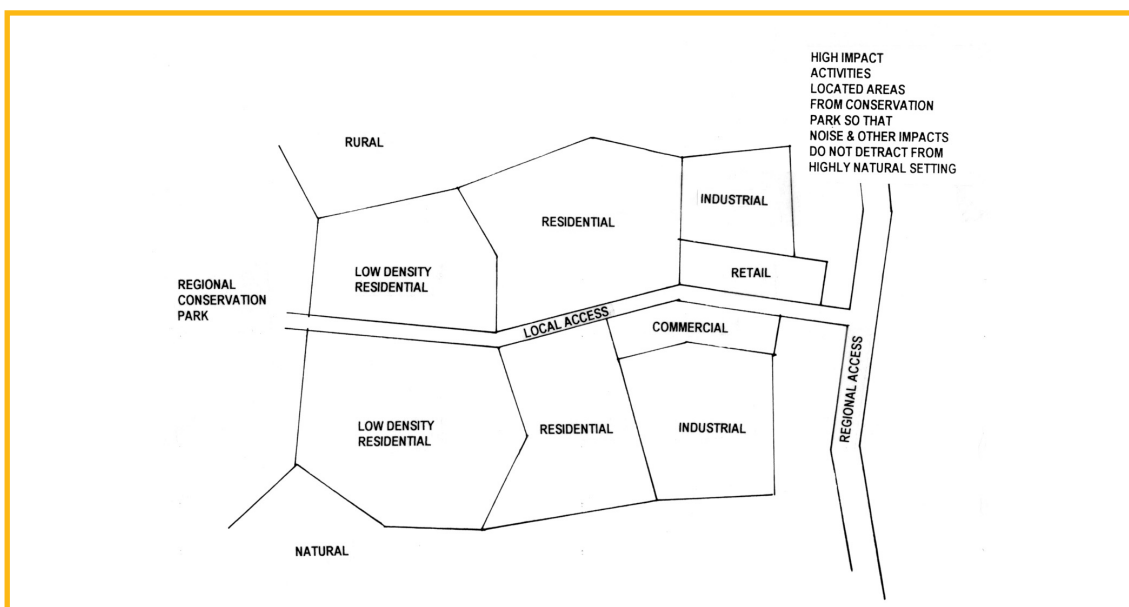 HIGH IMPACT
ACTIVITIES
LOCATED AREAS
FROM CONSERVATION
PARK SO THAT
NOISE & OTHER IMPACTS
DO NOT DETRACT FROM
HIGHLY NATURAL SETTING
RURAL
INDUSTRIAL
RESIDENTIAL
LOW DENSITY
RESIDENTIAL
RETAIL
REGIONAL
CONSERVATION
PARK
LOCAL ACCESS
COMMERCIAL
REGIONAL ACCESS
LOW DENSITY
RESIDENTIAL
RESIDENTIAL
INDUSTRIAL
NATURAL